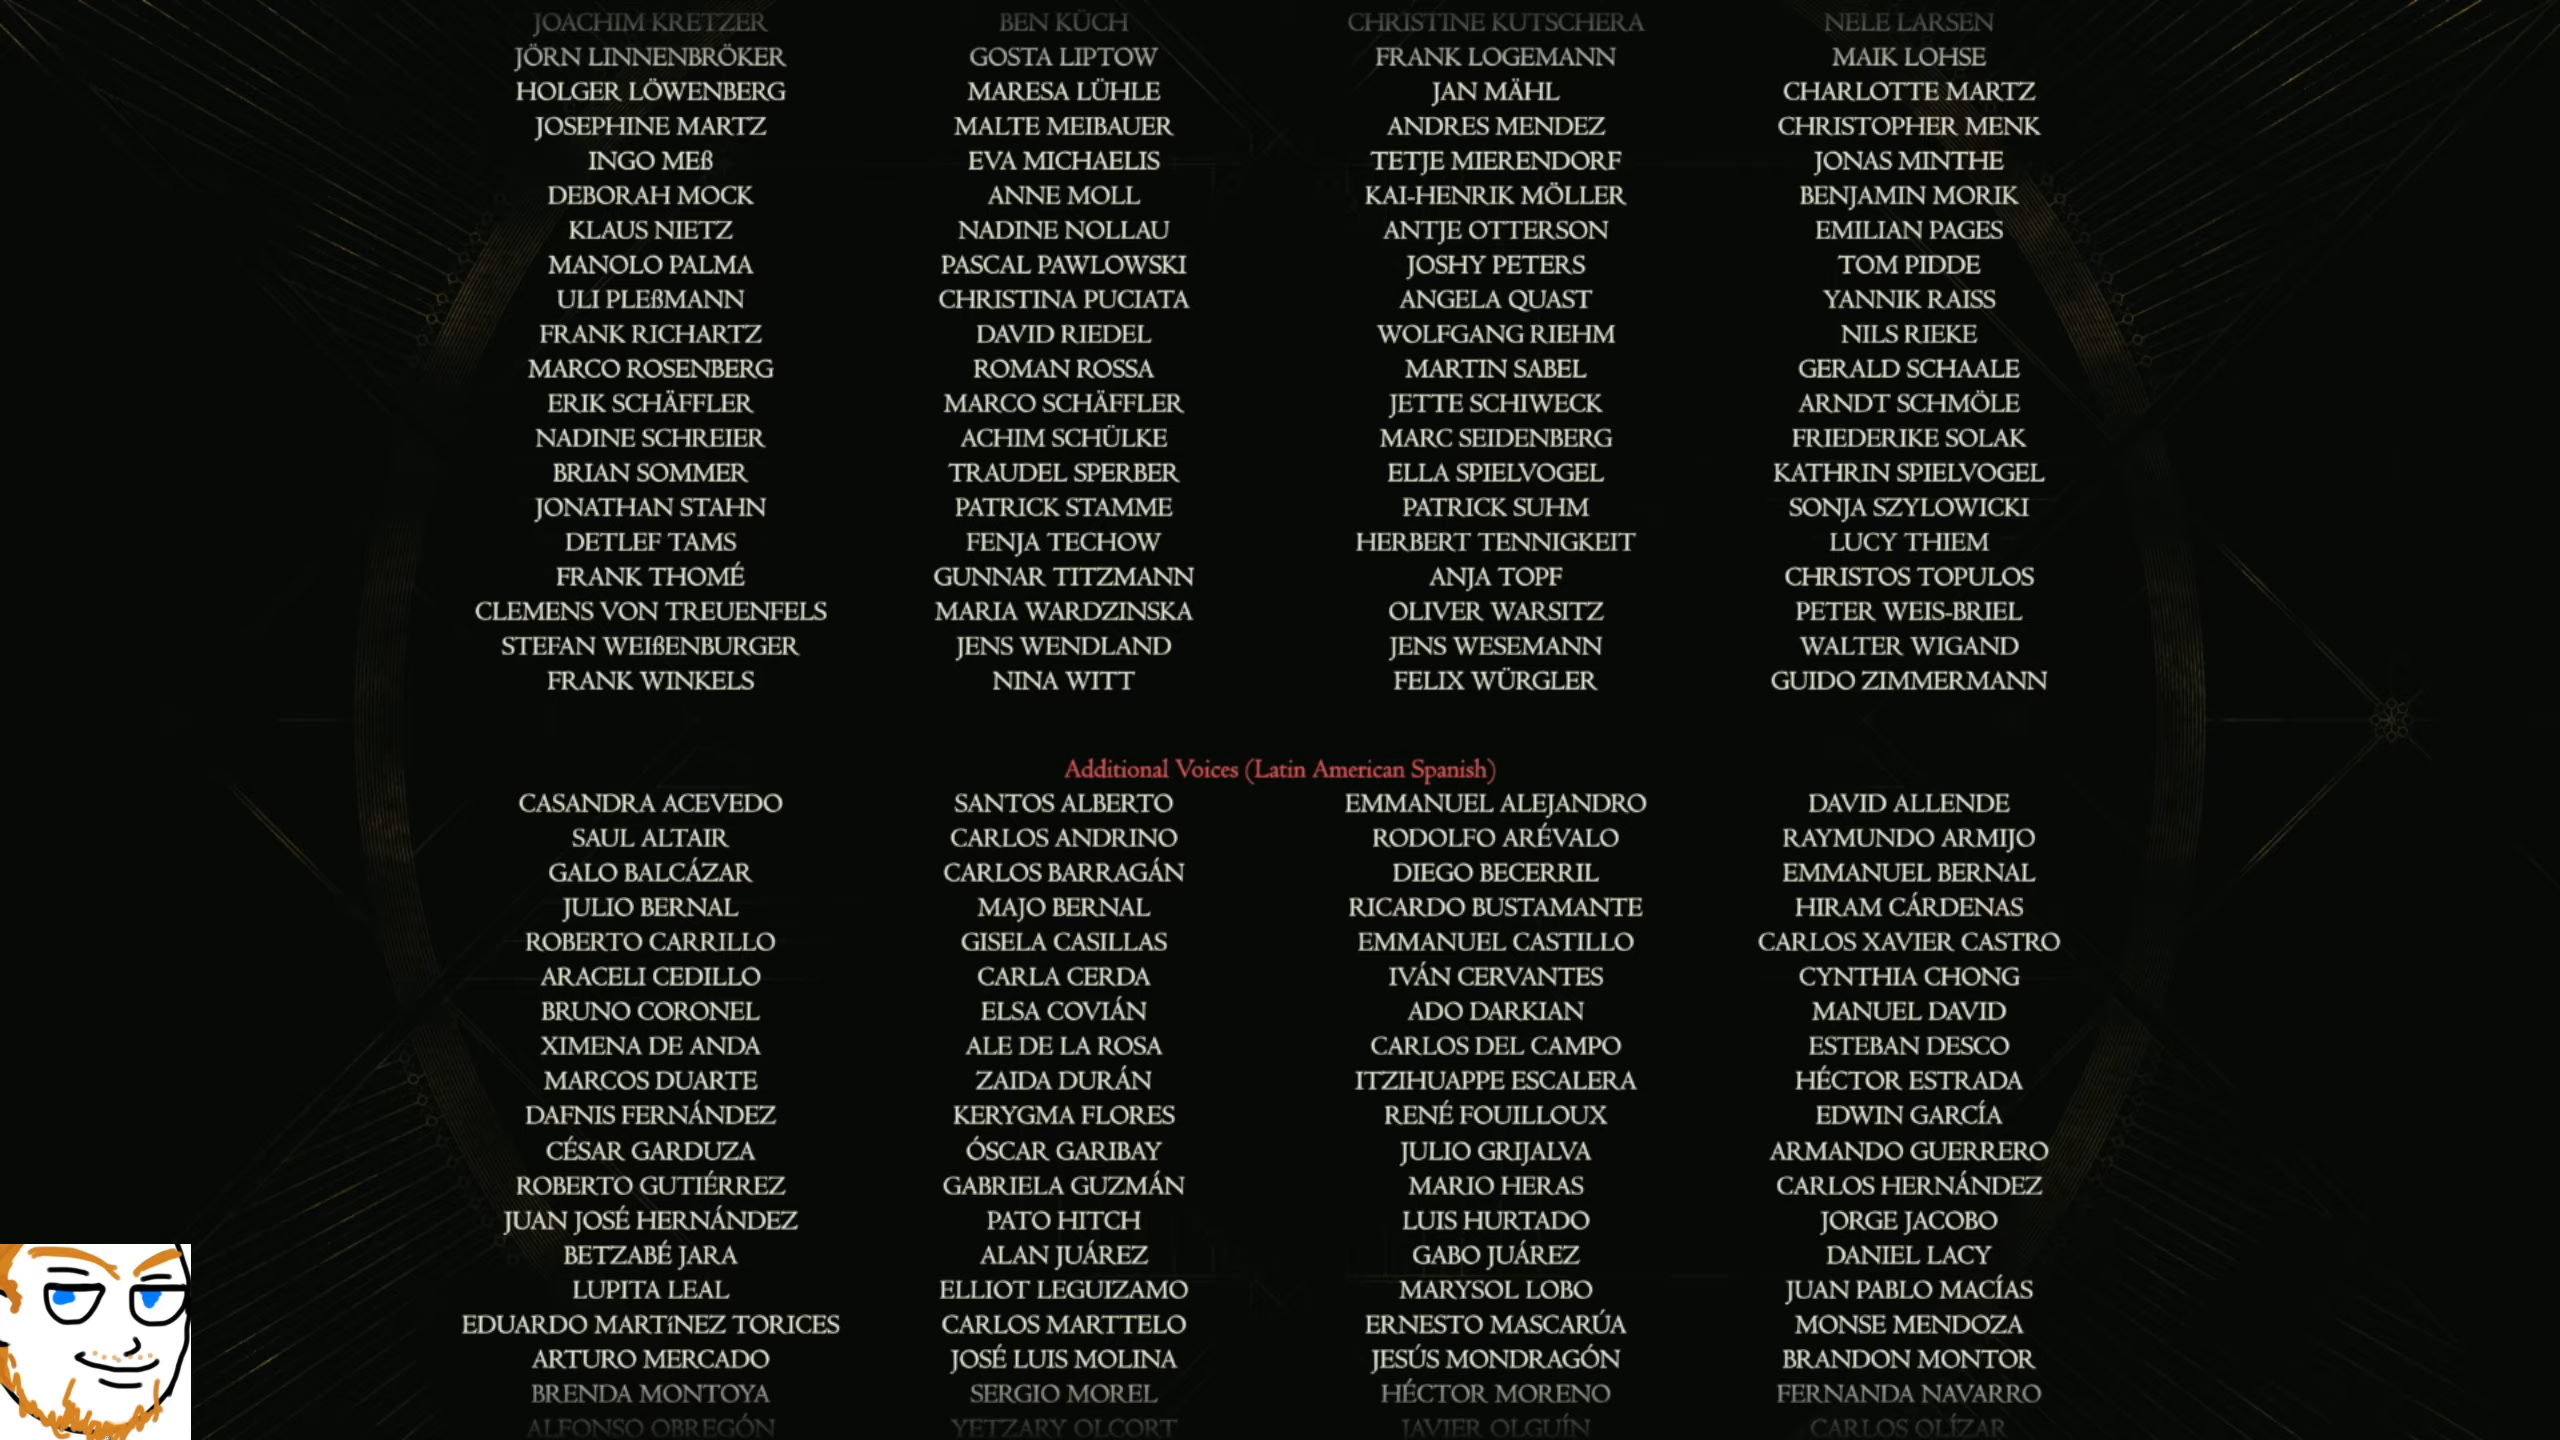 JOACHIM KRETZER BEN KÜCH CHRISTINE KUTSCHERA NELE LARSEN
JÖRN LINNENBRÖKER GOSTA LIPTOW FRANK LOGEMANN MAIK LOHSE
HOLGER LÖWENBERG MARESA LÜHLE JAN MÄHL CHARLOTTE MARTZ
JOSEPHINE MARTZ MALTE MEIBAUER ANDRES MENDEZ CHRISTOPHER MENK
INGO MEß EVA MICHAELIS TETJE MIERENDORF JONAS MINTHE
DEBORAH MOCK ANNE MOLL KAI-HENRIK MÖLLER BENJAMIN MORIK
KLAUS NIETZ NADINE NOLLAU ANTJE OTTERSON EMILIAN PAGES
MANOLO PALMA PASCAL PAWLOWSKI JOSHY PETERS TOM PIDDE
ULI PLEßMANN CHRISTINA PUCIATA ANGELA QUAST YANNIK RAISS
FRANK RICHARTZ DAVID RIEDEL WOLFGANG RIEHM NILS RIEKE
MARCO ROSENBERG ROMAN ROSSA MARTIN SABEL GERALD SCHAALE
ERIK SCHÄFFLER MARCO SCHÄFFLER JETTE SCHIWECK ARNDT SCHMÖLE
NADINE SCHREIER ACHIM SCHÜLKE MARC SEIDENBERG FRIEDERIKE SOLAK
BRIAN SOMMER TRAUDEL SPERBER ELLA SPIELVOGEL KATHRIN SPIELVOGEL
JONATHAN STAHN PATRICK STAMME PATRICK SUHM SONJA SZYLOWICKI
DETLEF TAMS FENJA TECHOW HERBERT TENNIGKEIT LUCY THIEM
FRANK THOMÉ GUNNAR TITZMANN ANJA TOPF CHRISTOS TOPULOS
CLEMENS VON TREUENFELS MARIA WARDZINSKA OLIVER WARSITZ PETER WEIS-BRIEL
STEFAN WEIßENBURGER JENS WENDLAND JENS WESEMANN WALTER WIGAND
FRANK WINKELS NINA WITT FELIX WÜRGLER GUIDO ZIMMERMANN
Additional Voices (Latin American Spanish)
CASANDRA ACEVEDO SANTOS ALBERTO EMMANUEL ALEJANDRO DAVID ALLENDE
SAUL ALTAIR CARLOS ANDRINO RODOLFO ARÉVALO RAYMUNDO ARMIJO
GALO BALCÁZAR CARLOS BARRAGÁN DIEGO BECERRIL EMMANUEL BERNAL
JULIO BERNAL MAJO BERNAL RICARDO BUSTAMANTE HIRAM CÁRDENAS
ROBERTO CARRILLO GISELA CASILLAS EMMANUEL CASTILLO CARLOS XAVIER CASTRO
ARACELI CEDILLO CARLA CERDA IVÁN CERVANTES CYNTHIA CHONG
BRUNO CORONEL ELSA COVIÁN ADO DARKIAN MANUEL DAVID
XIMENA DE ANDA ALE DE LA ROSA CARLOS DEL CAMPO ESTEBAN DESCO
MARCOS DUARTE ZAIDA DURÁN ITZIHUAPPE ESCALERA HÉCTOR ESTRADA
DAFNIS FERNÁNDEZ KERYGMA FLORES RENÉ FOUILLOUX EDWIN GARCÍA
CÉSAR GARDUZA ÓSCAR GARIBAY JULIO GRIJALVA ARMANDO GUERRERO
ROBERTO GUTIÉRREZ GABRIELA GUZMÁN MARIO HERAS CARLOS HERNÁNDEZ
JUAN JOSÉ HERNÁNDEZ PATO HITCH LUIS HURTADO JORGE JACOBO
BETZABÉ JARA ALAN JUÁREZ GABO JUÁREZ DANIEL LACY
LUPITA LEAL ELLIOT LEGUIZAMO MARYSOL LOBO JUAN PABLO MACÍAS
EDUARDO MARTíNEZ TORICES CARLOS MARTTELO ERNESTO MASCARÚA MONSE MENDOZA
ARTURO MERCADO JOSÉ LUIS MOLINA JESÚS MONDRAGÓN BRANDON MONTOR
BRENDA MONTOYA SERGIO MOREL HÉCTOR MORENO FERNANDA NAVARRO
ALFONSO OBREGÓN YETZARY OLCORT JAVIER OLGUÍN CARLOS OLÍZAR